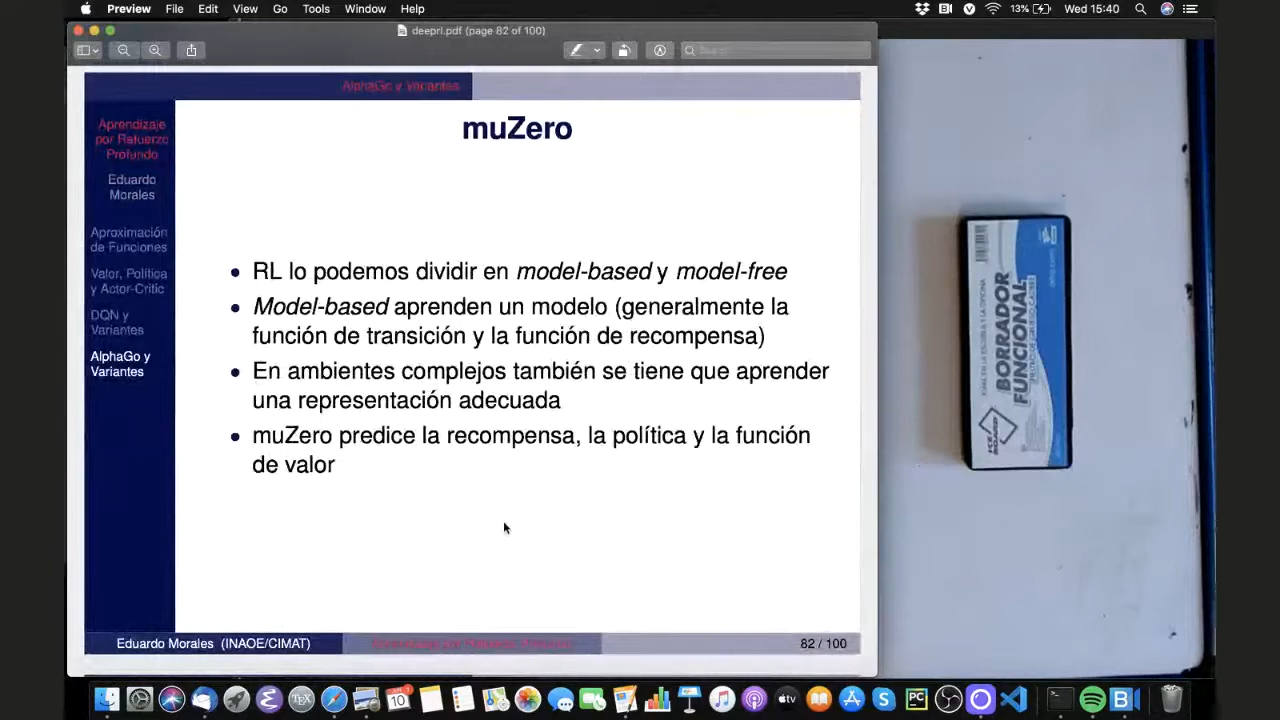 Preview File Edit View Go Tools Window Help
13% Wed 15:40
deeprl.pdf (page 82 of 100)
AlphaGo y Variantes
Aprendizaje
por Refuerzo
Profundo
Eduardo
Morales
Aproximación
de Funciones
Valor, Política
y Actor-Critic
DQN y
Variantes
AlphaGo y
Variantes
muZero
• RL lo podemos dividir en model-based y model-free
• Model-based aprenden un modelo (generalmente la
función de transición y la función de recompensa)
• En ambientes complejos también se tiene que aprender
una representación adecuada
• muZero predice la recompensa, la política y la función
de valor
Eduardo Morales (INAOE/CIMAT)
82 / 100
BORRADOR
FUNCIONAL